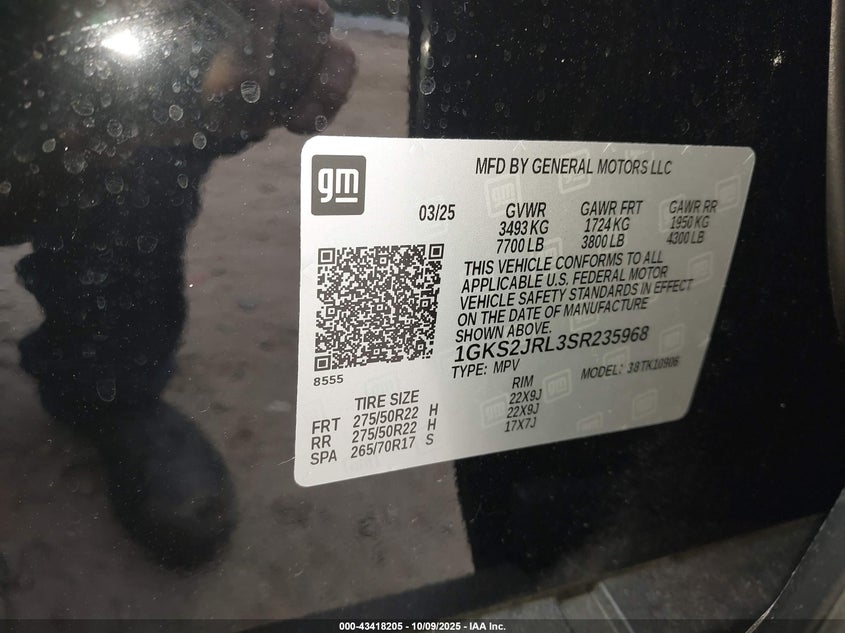 gm
MFD BY GENERAL MOTORS LLC
03/25
GVWR GAWR FRT GAWR RR
3493 KG 1724 KG 1950 KG
7700 LB 3800 LB 4300 LB
THIS VEHICLE CONFORMS TO ALL
APPLICABLE U.S. FEDERAL MOTOR
VEHICLE SAFETY STANDARDS IN EFFECT
ON THE DATE OF MANUFACTURE
SHOWN ABOVE.
1GKS2JRL3SR235968
TYPE: MPV MODEL: 38TK10906
8555
TIRE SIZE RIM
FRT 275/50R22 H 22X9J
RR 275/50R22 H 22X9J
SPA 265/70R17 S 17X7J
000-43418205 - 10/09/2025 - IAA Inc.